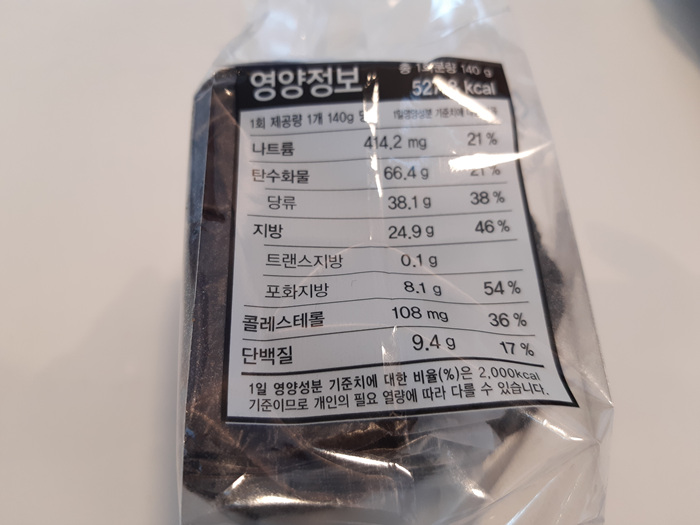 영양정보
140 g
kcal
1회 제공량 1개 140g
나트륨 414.2 mg 21 %
탄수화물 66.4 g 21 %
당류 38.1 g 38 %
지방 24.9 g 46 %
트랜스지방 0.1 g
포화지방 8.1 g 54 %
콜레스테롤 108 mg 36 %
단백질 9.4 g 17 %
1일 영양성분 기준치에 대한 비율(%)은 2,000kcal
기준이므로 개인의 필요 열량에 따라 다를 수 있습니다.